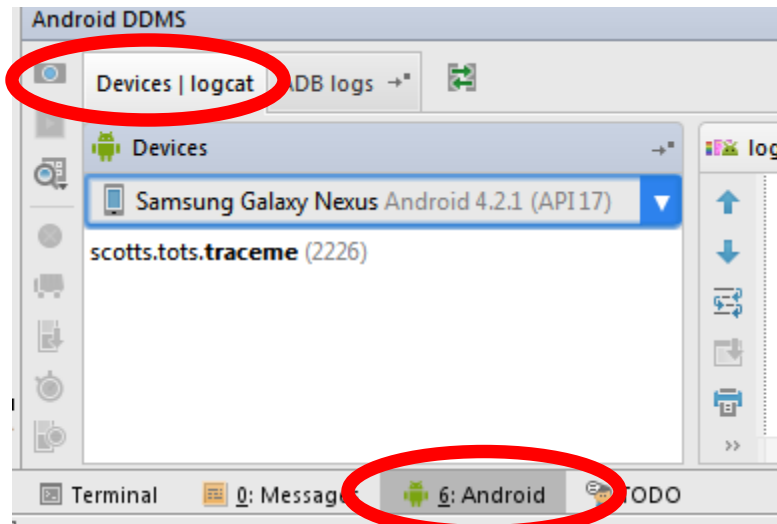 Android DDMS
Devices | logcat ADB logs
Devices
log
Samsung Galaxy Nexus Android 4.2.1 (API 17)
scotts.tots.traceme (2226)
Terminal 0: Messages 6: Android TODO